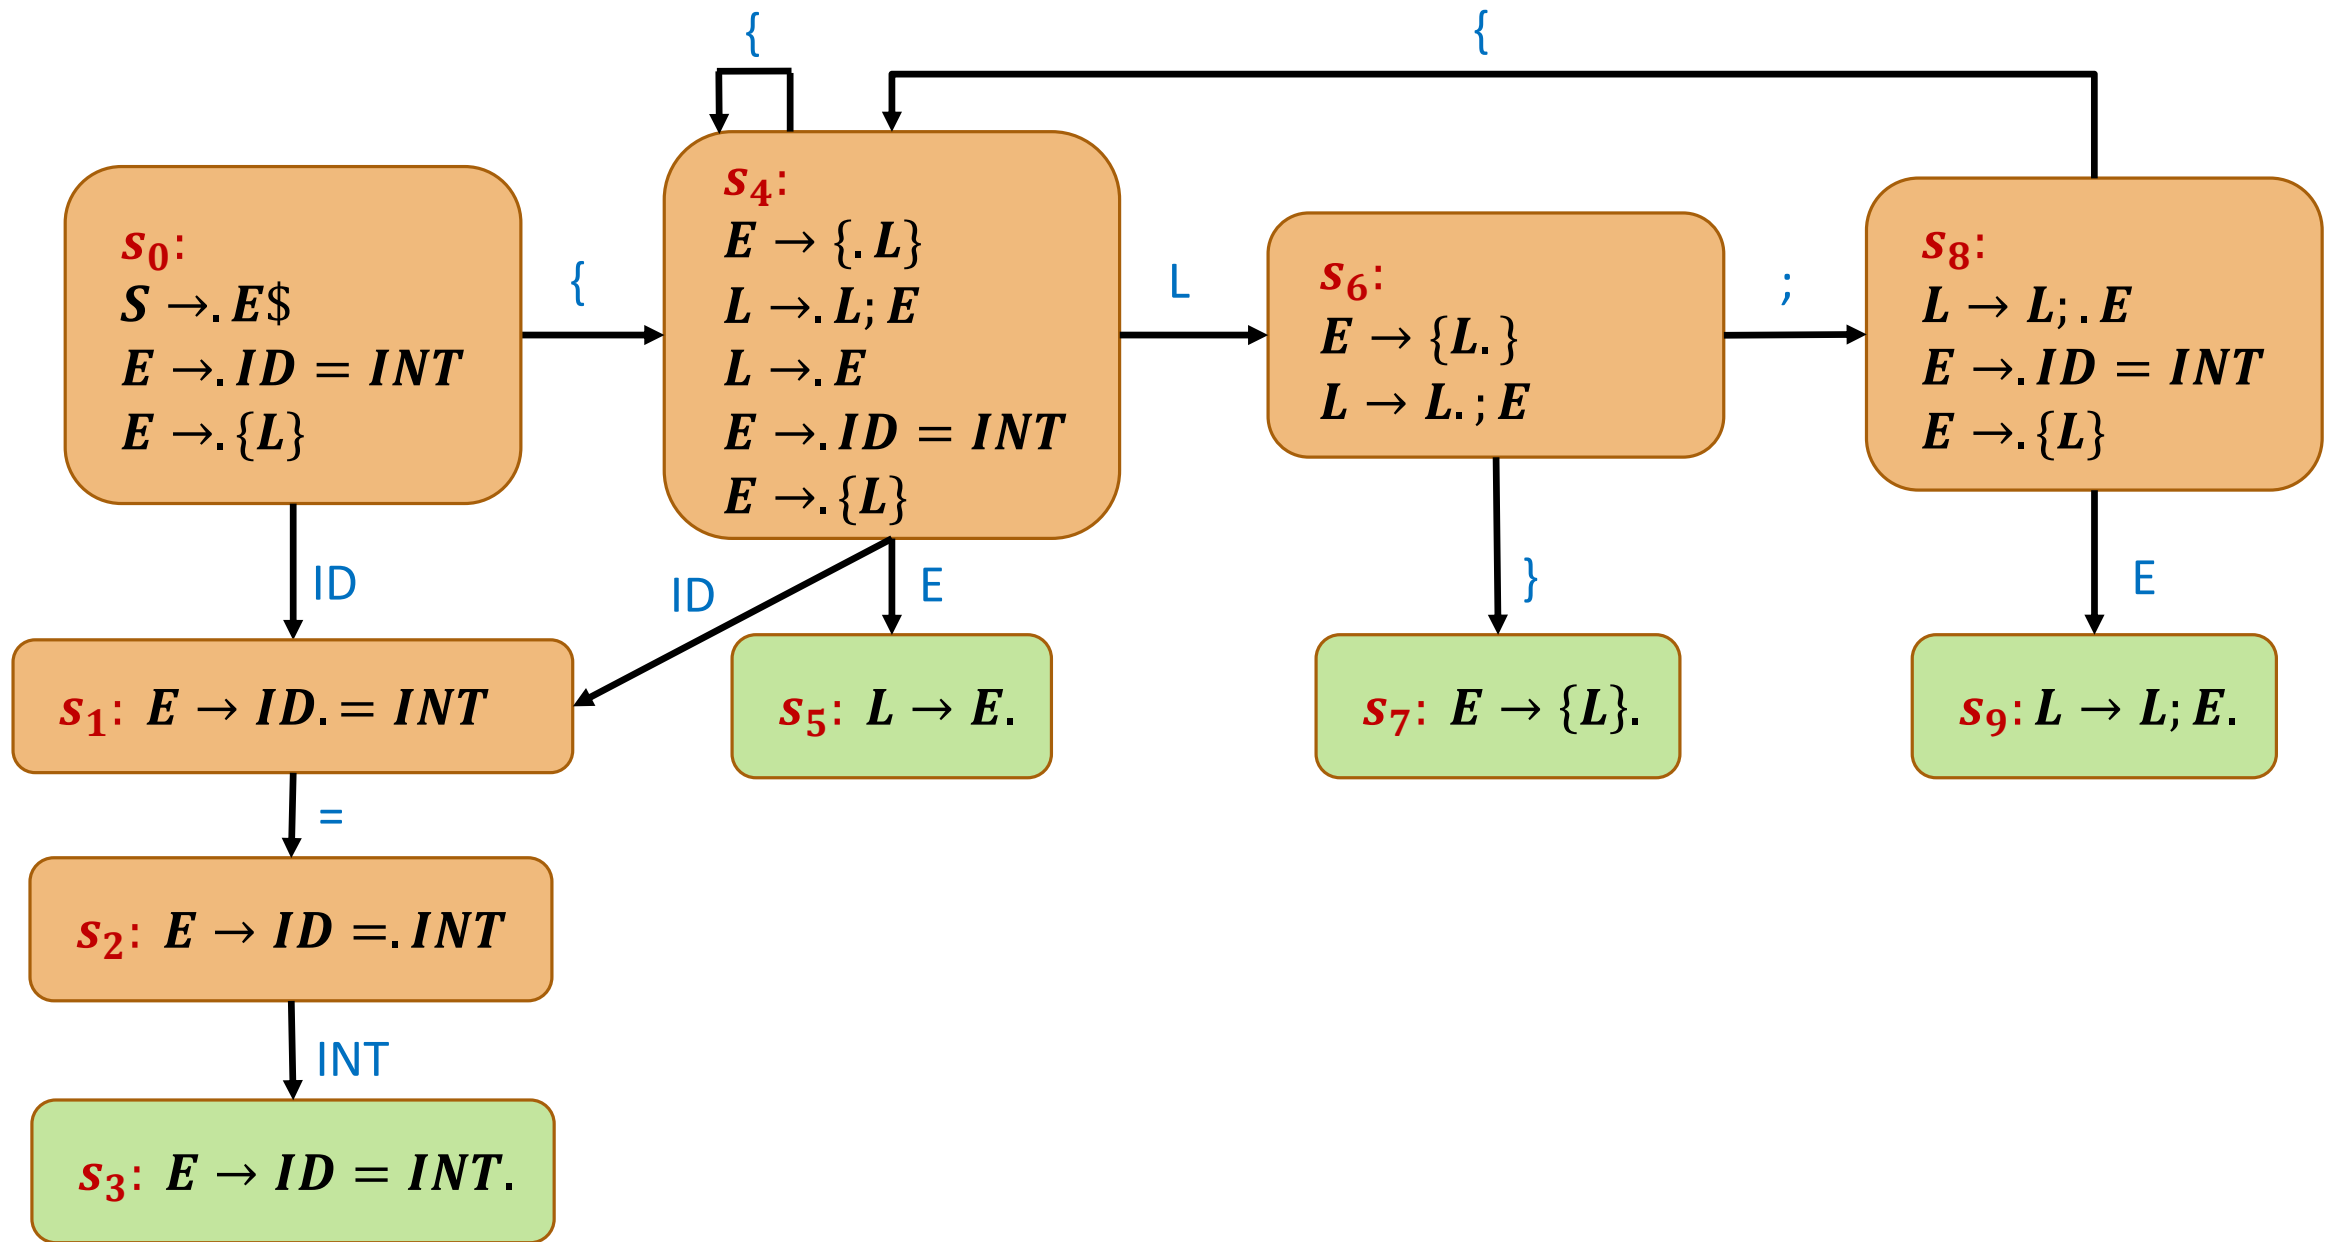 {
{
s₀:
S →. E$
E →. ID = INT
E →. {L}
{
s₄:
E → {. L}
L →. L; E
L →. E
E →. ID = INT
E →. {L}
L
s₆:
E → {L. }
L → L. ; E
;
s₈:
L → L; . E
E →. ID = INT
E →. {L}
ID
ID
E
}
E
s₁: E → ID. = INT
s₅: L → E.
s₇: E → {L}.
s₉: L → L; E.
=
s₂: E → ID =. INT
INT
s₃: E → ID = INT.